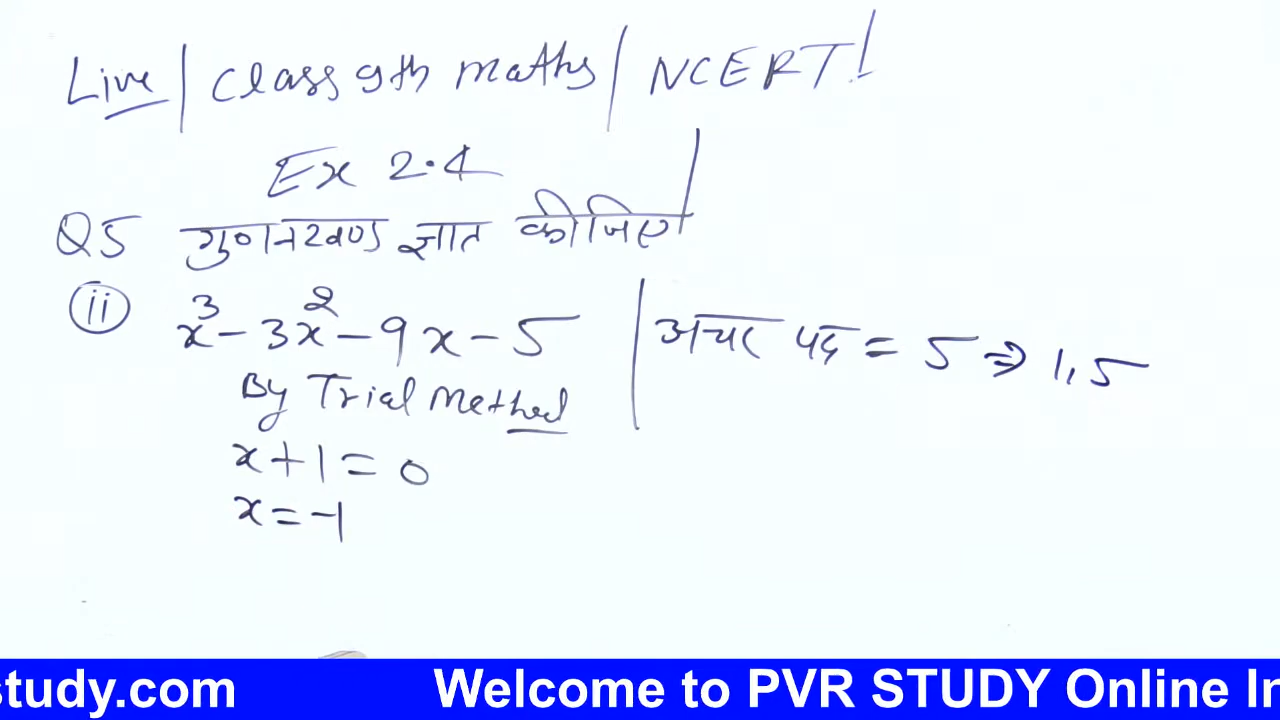 Live / Class 9th maths / NCERT /
Ex 2.4
Q5 गुणनखण्ड ज्ञात कीजिए
(ii) x³ - 3x² - 9x - 5
अचर पद = 5 ⇒ 1, 5
By Trial Method
x + 1 = 0
x = -1
study.com Welcome to PVR STUDY Online In